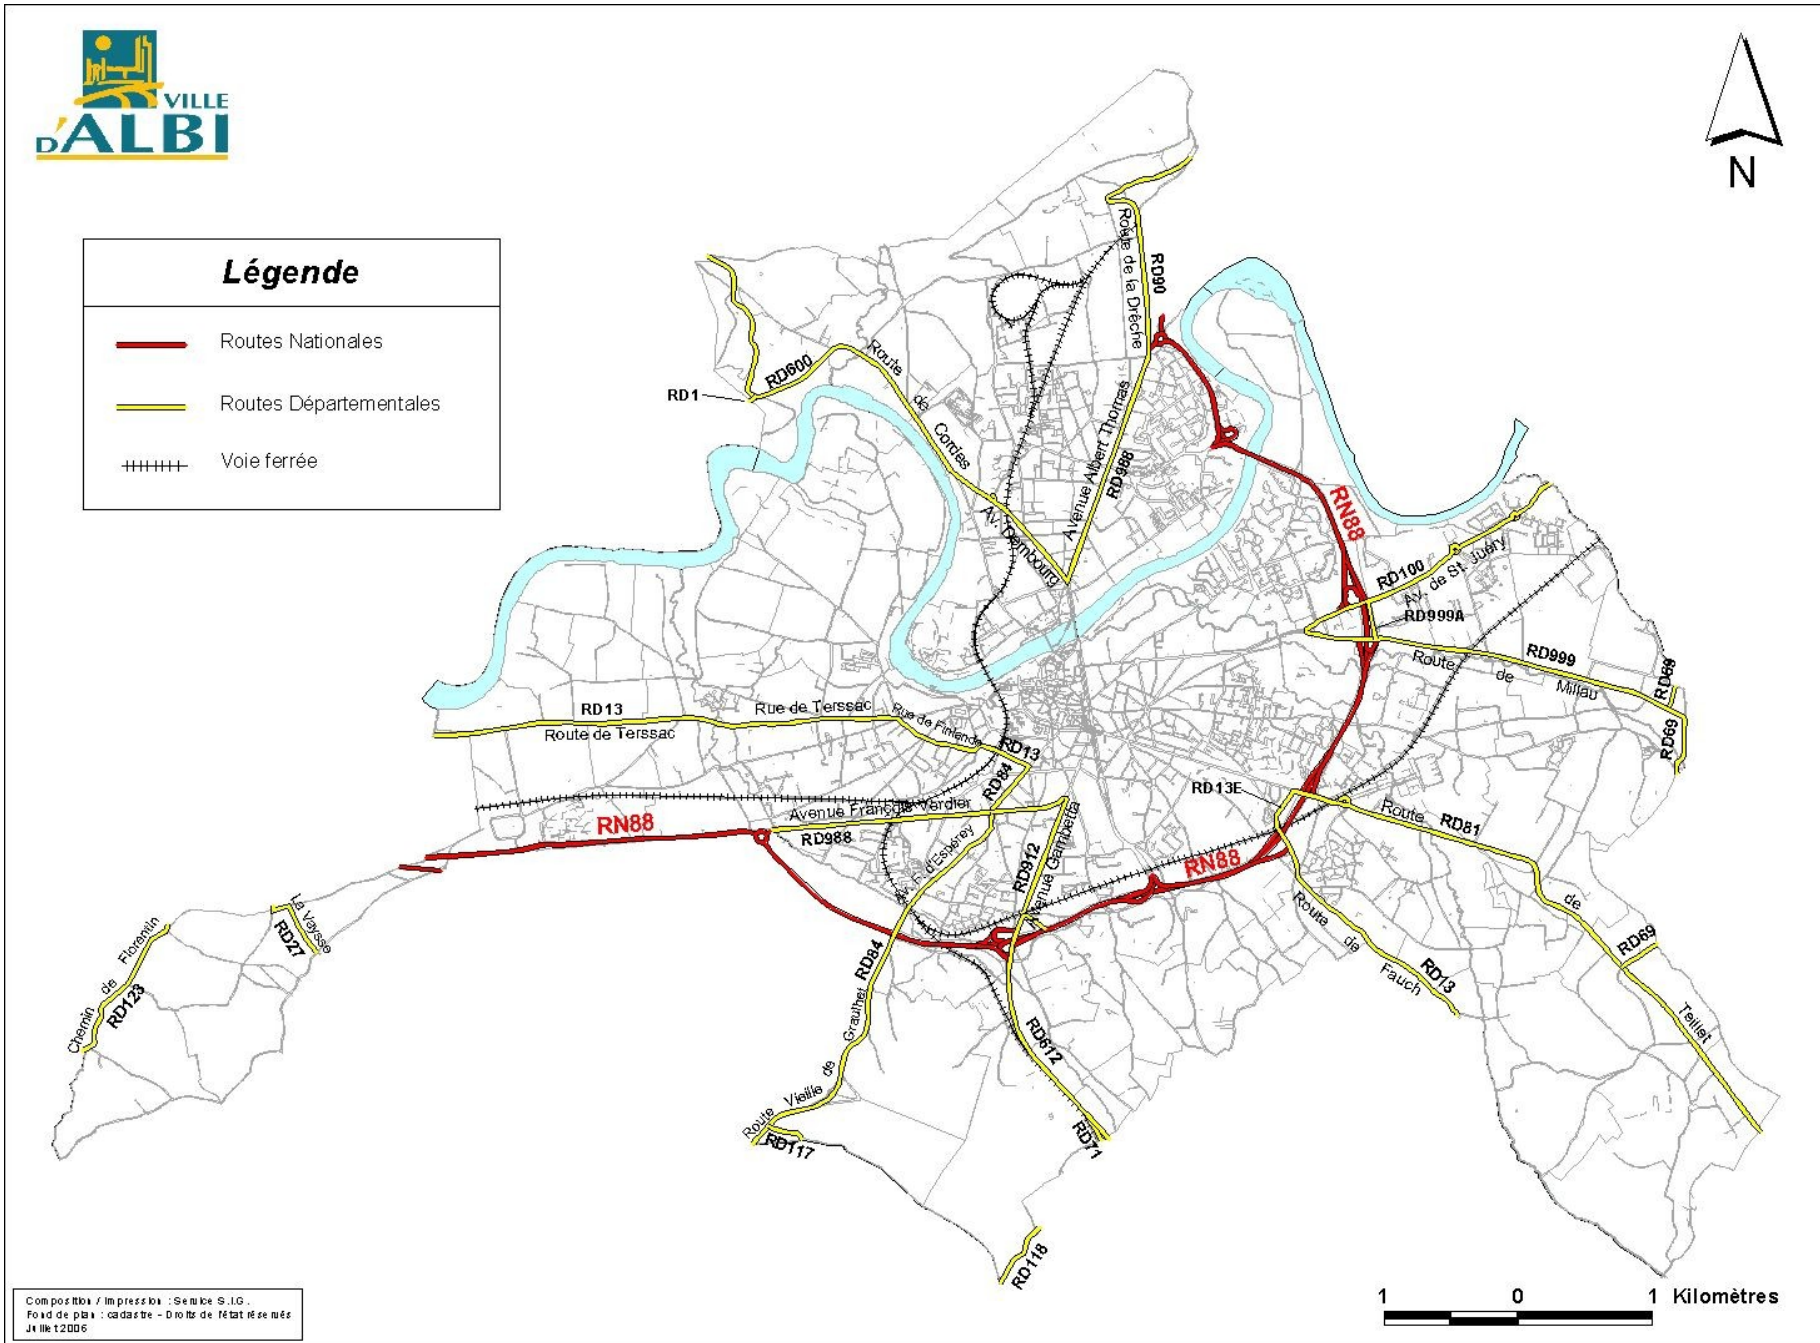 VILLE
D'ALBI
N
Légende
Routes Nationales
Routes Départementales
Voie ferrée
Route de la Drêche
RD90
RD600
Route
de
Cordes
RD1
Avenue Albert Thomas
RD988
Av. Dembourg
RN88
RD100
Av. de St. Juéry
RD999A
RD999
Route
de
Millau
RD69
RD69
RD13
Rue de Terssac
Route de Terssac
Rue de Finlande
RD13
RD84
RD13E
Avenue François Verdier
RN88
RD988
Route
RD81
Av. F. d'Espérey
RD912
Avenue Gambetta
RN88
Le Vaysse
RD27
Route
de
Fauch
RD13
de
RD69
Chemin
de
Florentin
RD123
RD84
Graulhet
de
Vieille
Route
RD612
Teillet
RD117
RD71
RD118
1 0 1 Kilomètres
Composition / Impression : Service S.I.G.
Fond de plan : cadastre - Droits de l'état réservés
Juillet 2006